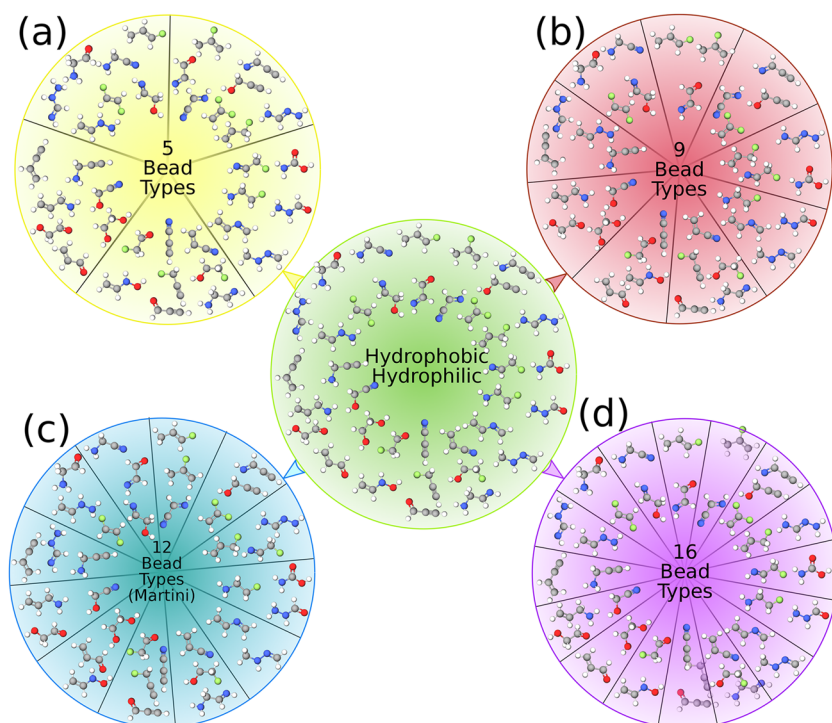 (a)
5
Bead
Types
(b)
9
Bead
Types
Hydrophobic
Hydrophilic
(c)
12
Bead
Types
(Martini)
(d)
16
Bead
Types